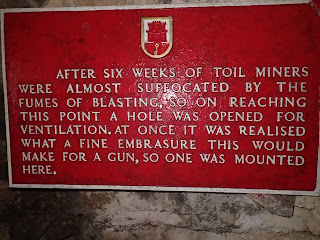 AFTER SIX WEEKS OF TOIL MINERS
WERE ALMOST SUFFOCATED BY THE
FUMES OF BLASTING, SO, ON REACHING
THIS POINT A HOLE WAS OPENED FOR
VENTILATION. AT ONCE IT WAS REALISED
WHAT A FINE EMBRASURE THIS WOULD
MAKE FOR A GUN, SO ONE WAS MOUNTED
HERE.